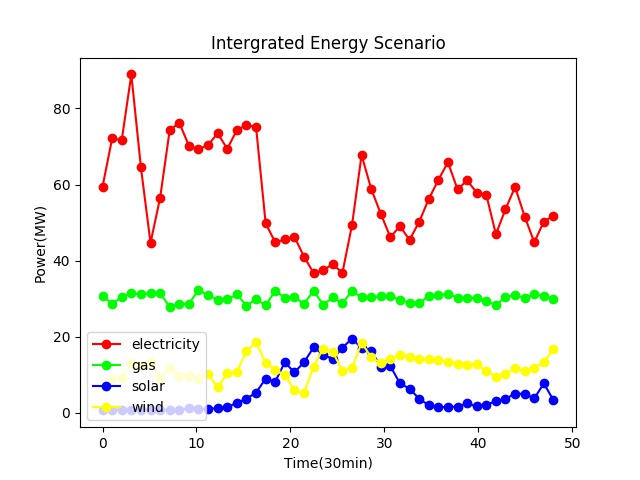 Intergrated Energy Scenario
Power(MW)
80
60
40
20
0
electricity
gas
solar
wind
0 10 20 30 40 50
Time(30min)